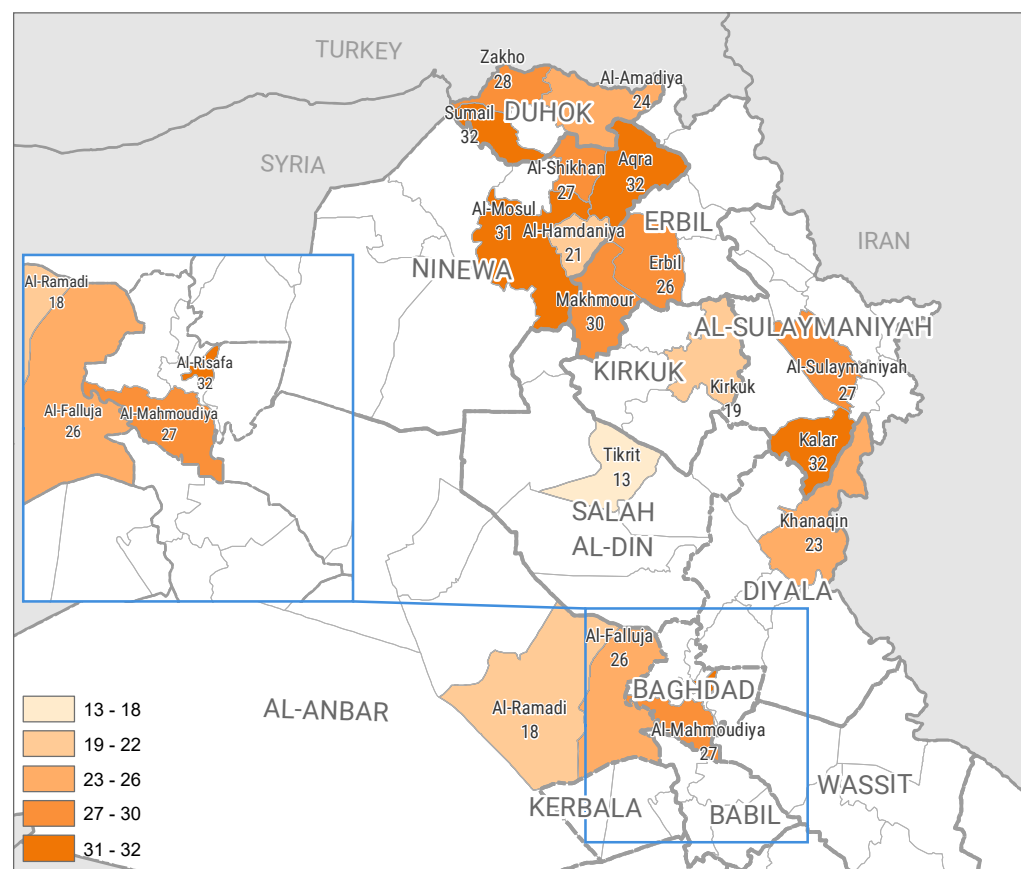 TURKEY
Zakho
28
Al-Amadiya
24
Sumail
32
DUHOK
SYRIA
Al-Shikhan
27
Aqra
32
Al-Mosul
31
Al-Hamdaniya
21
ERBIL
IRAN
NINEWA
Erbil
26
Makhmour
30
AL-SULAYMANIYAH
KIRKUK
Kirkuk
19
Al-Sulaymaniyah
27
Al-Ramadi
18
Al-Risafa
32
Al-Falluja
26
Al-Mahmoudiya
27
Tikrit
13
Kalar
32
SALAH
AL-DIN
Khanaqin
23
DIYALA
Al-Falluja
26
BAGHDAD
AL-ANBAR
Al-Ramadi
18
Al-Mahmoudiya
27
WASSIT
KERBALA
BABIL
13 - 18
19 - 22
23 - 26
27 - 30
31 - 32